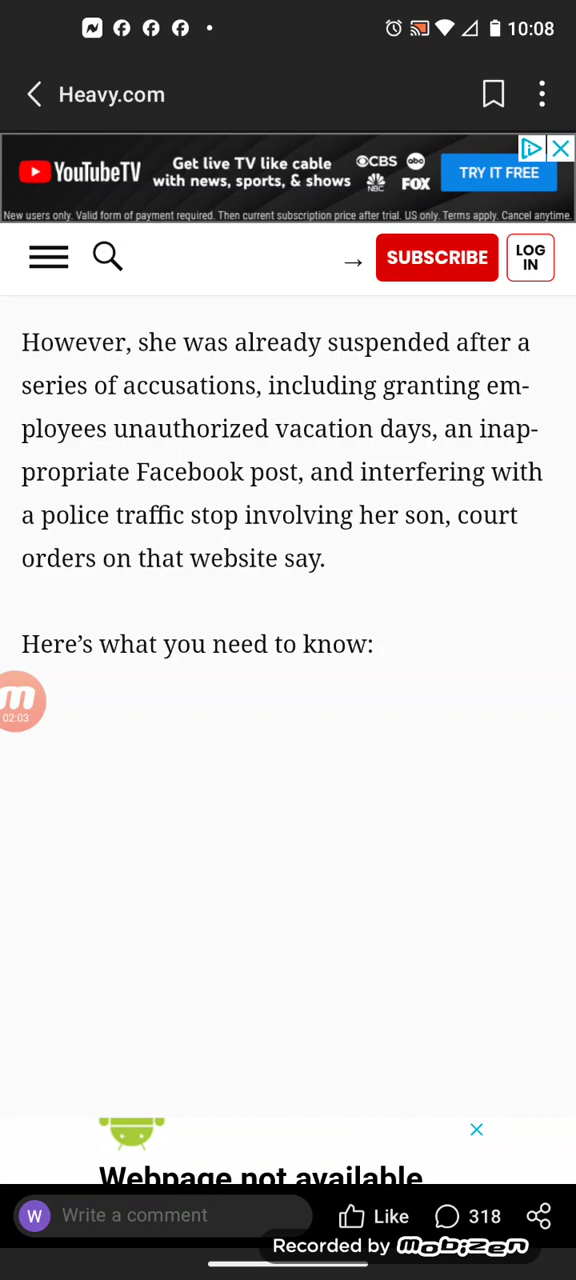 10:08
Heavy.com
YouTubeTV
Get live TV like cable
with news, sports, & shows
CBS abc
NBC FOX
TRY IT FREE
New users only. Valid form of payment required. Then current subscription price after trial. US only. Terms apply. Cancel anytime.
→ SUBSCRIBE
LOG
IN
However, she was already suspended after a
series of accusations, including granting em-
ployees unauthorized vacation days, an inap-
propriate Facebook post, and interfering with
a police traffic stop involving her son, court
orders on that website say.
Here’s what you need to know:
m
02:03
Webpage not available
W Write a comment Like 318
Recorded by mobizen